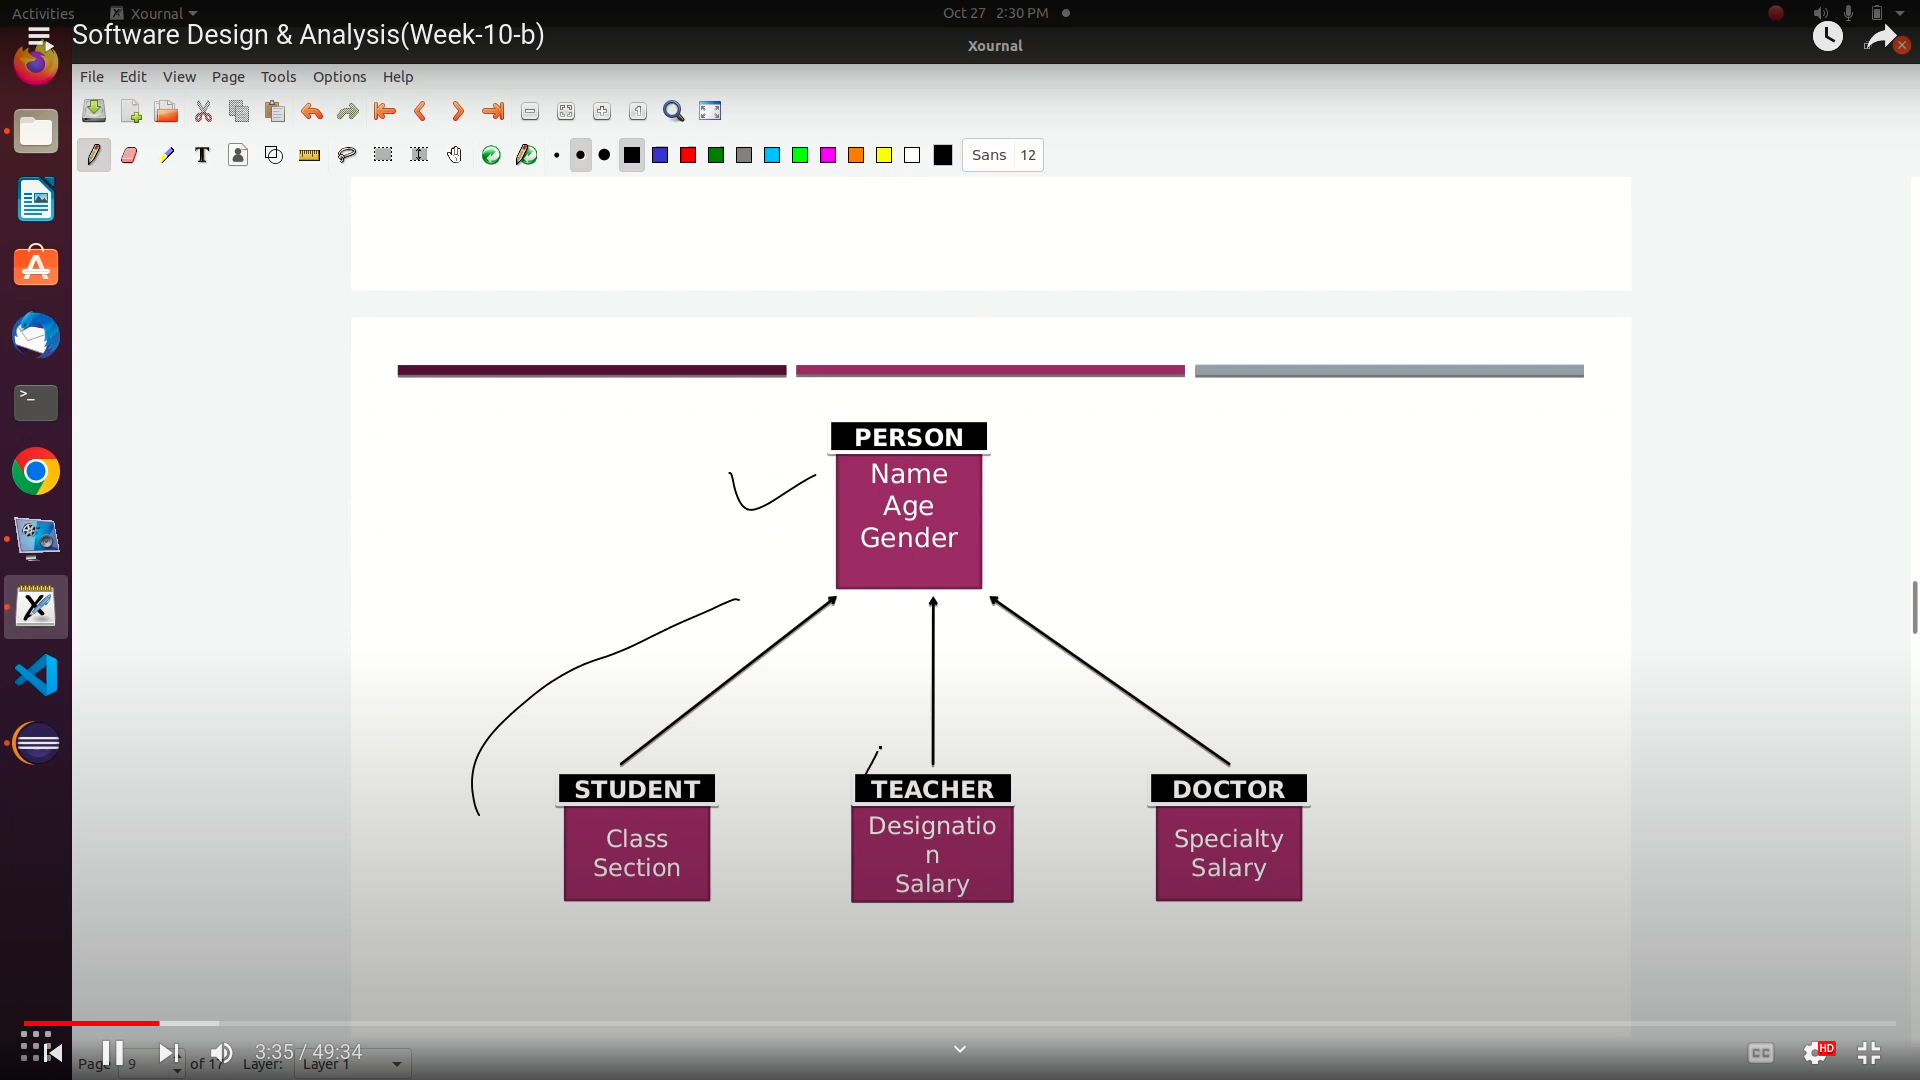 Activities
Xournal
Oct 27 2:30 PM
Software Design & Analysis(Week-10-b)
Xournal
File Edit View Page Tools Options Help
Sans 12
PERSON
Name
Age
Gender
STUDENT
Class
Section
TEACHER
Designatio
n
Salary
DOCTOR
Specialty
Salary
3:35 / 49:34
CC
HD
Page 9 of 17 Layer: Layer 1